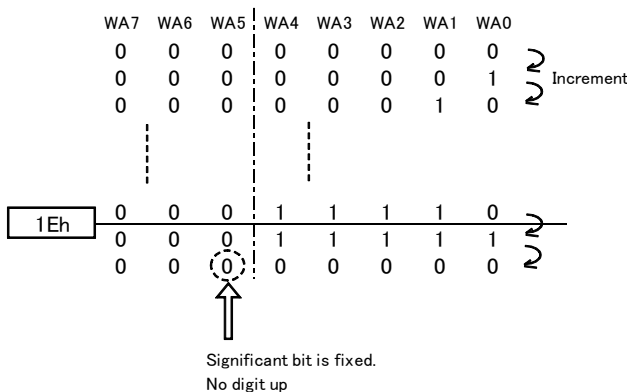 WA7 WA6 WA5 WA4 WA3 WA2 WA1 WA0
0 0 0 0 0 0 0 0
0 0 0 0 0 0 0 1 Increment
0 0 0 0 0 0 1 0
0 0 0 1 1 1 1 0
1Eh
0 0 0 1 1 1 1 1
0 0 0 0 0 0 0 0
Significant bit is fixed.
No digit up